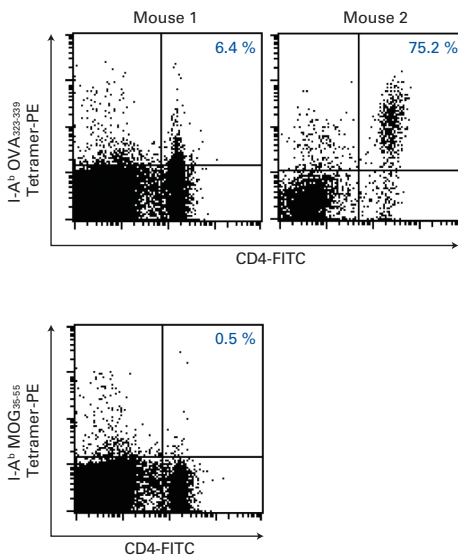 Mouse 1
Mouse 2
6.4 %
75.2 %
I-Aᵇ OVA₃₂₃₋₃₃₉
Tetramer-PE
CD4-FITC
0.5 %
I-Aᵇ MOG₃₅₋₅₅
Tetramer-PE
CD4-FITC